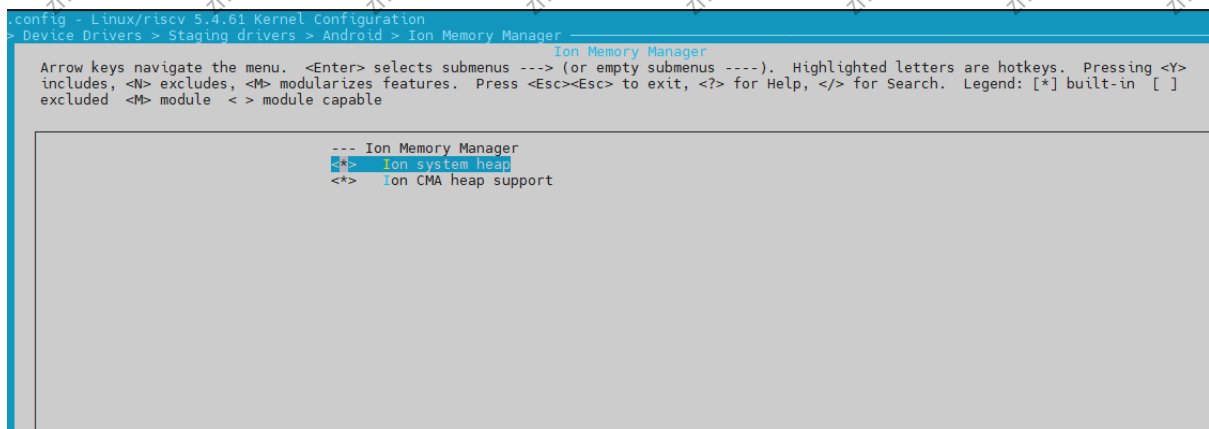 .config - Linux/riscv 5.4.61 Kernel Configuration
> Device Drivers > Staging drivers > Android > Ion Memory Manager
Ion Memory Manager
Arrow keys navigate the menu.  <Enter> selects submenus ---> (or empty submenus ----).  Highlighted letters are hotkeys.  Pressing <Y>
includes, <N> excludes, <M> modularizes features.  Press <Esc><Esc> to exit, <?> for Help, </> for Search.  Legend: [*] built-in  [ ]
excluded  <M> module  < > module capable
--- Ion Memory Manager
<*>   Ion system heap
<*>   Ion CMA heap support